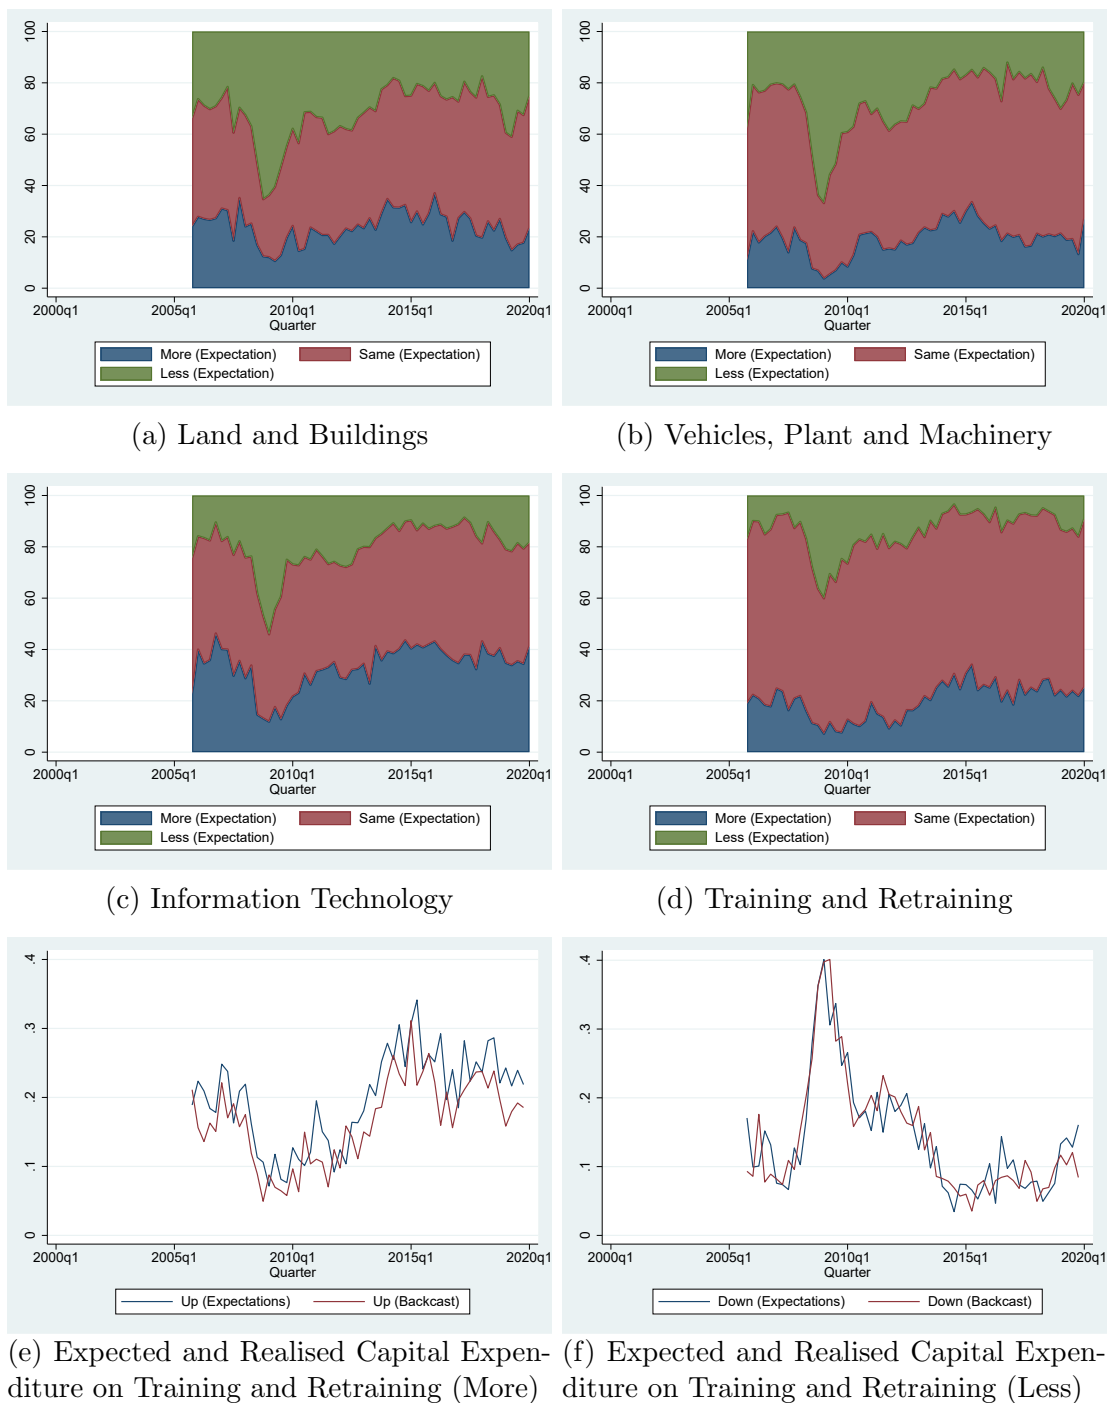 100
80
60
40
20
0
2000q1 2005q1 2010q1 2015q1 2020q1
Quarter
More (Expectation) Same (Expectation)
Less (Expectation)
(a) Land and Buildings
100
80
60
40
20
0
2000q1 2005q1 2010q1 2015q1 2020q1
Quarter
More (Expectation) Same (Expectation)
Less (Expectation)
(b) Vehicles, Plant and Machinery
100
80
60
40
20
0
2000q1 2005q1 2010q1 2015q1 2020q1
Quarter
More (Expectation) Same (Expectation)
Less (Expectation)
(c) Information Technology
100
80
60
40
20
0
2000q1 2005q1 2010q1 2015q1 2020q1
Quarter
More (Expectation) Same (Expectation)
Less (Expectation)
(d) Training and Retraining
.4
.3
.2
.1
0
2000q1 2005q1 2010q1 2015q1 2020q1
Quarter
Up (Expectations) Up (Backcast)
(e) Expected and Realised Capital Expen-
diture on Training and Retraining (More)
.4
.3
.2
.1
0
2000q1 2005q1 2010q1 2015q1 2020q1
Quarter
Down (Expectations) Down (Backcast)
(f) Expected and Realised Capital Expen-
diture on Training and Retraining (Less)